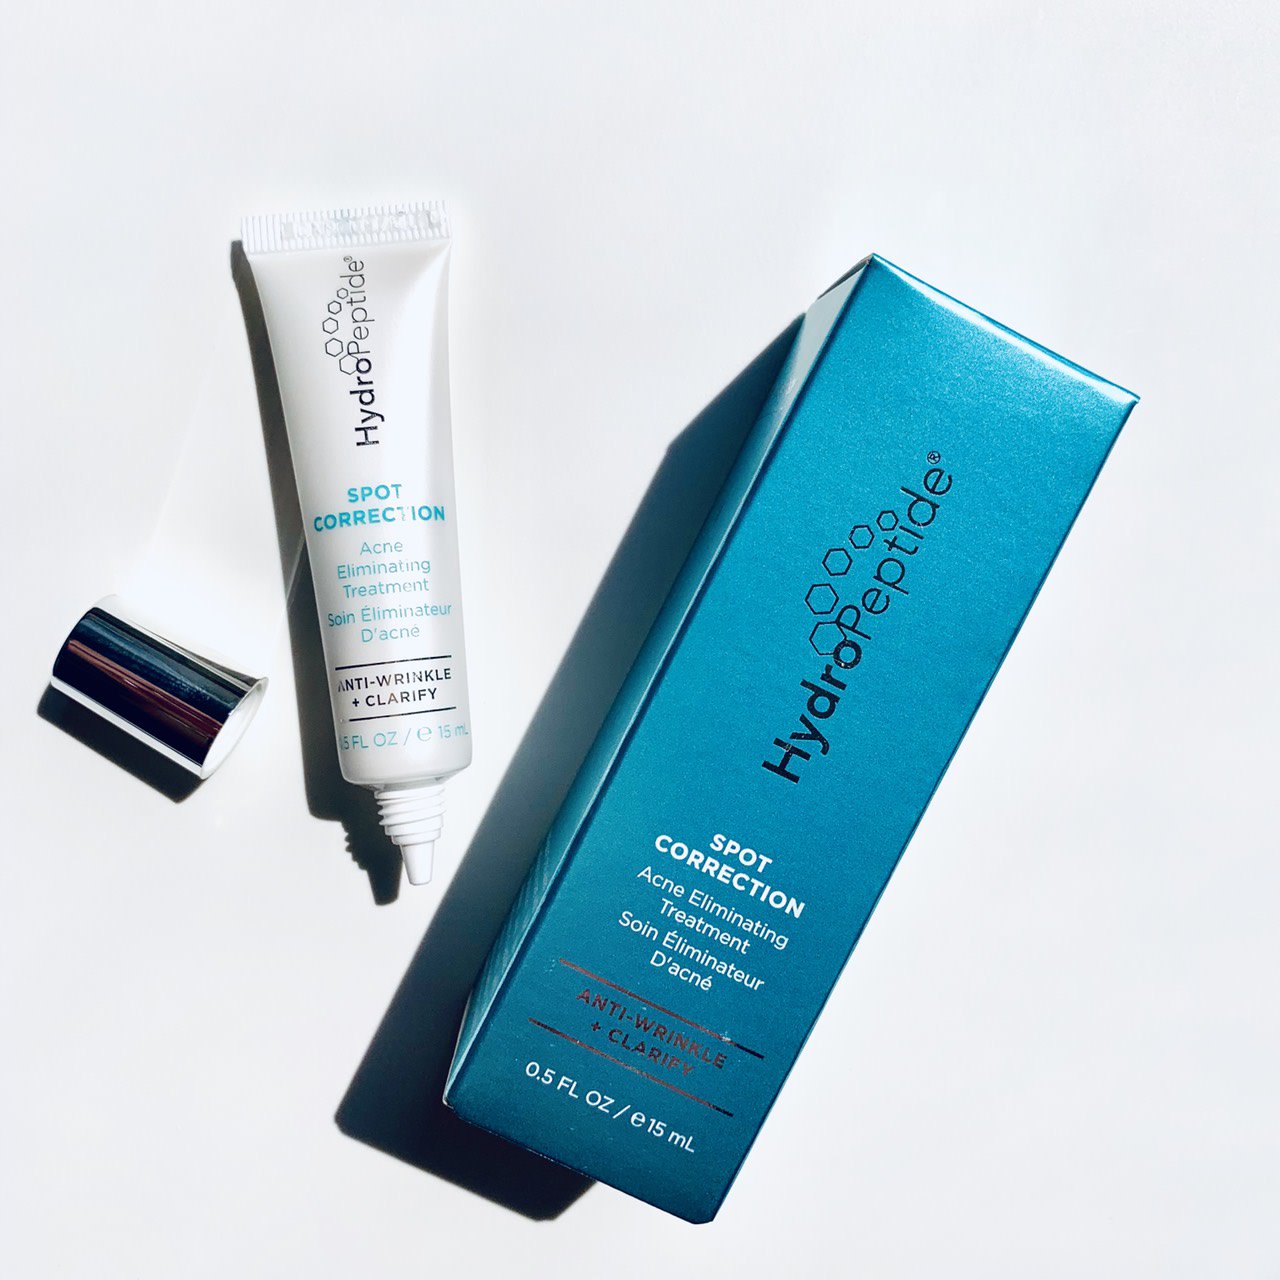 HydroPeptide®
SPOT
CORRECTION
Acne
Eliminating
Treatment
Soin Éliminateur
D'acné
ANTI-WRINKLE
+ CLARIFY
0.5 FL OZ / ℮ 15 mL
HydroPeptide®
SPOT
CORRECTION
Acne Eliminating
Treatment
Soin Éliminateur
D'acné
ANTI-WRINKLE
+ CLARIFY
0.5 FL OZ / ℮ 15 mL